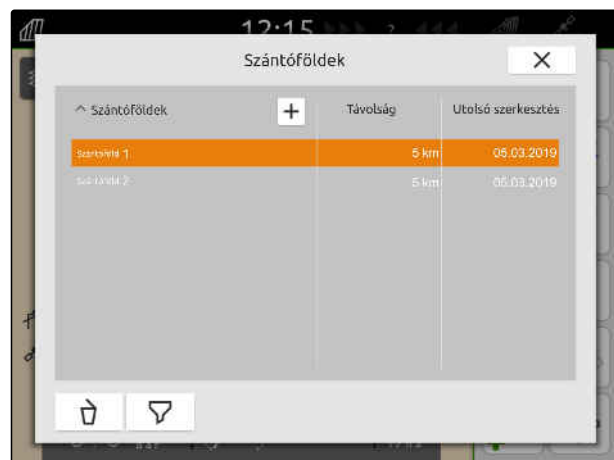 12:15
Szántóföldek
^ Szántóföldek + Távolság Utolsó szerkesztés
Szántóföld 1 5 km 05.03.2019
Szántóföld 2 5 km 05.03.2019